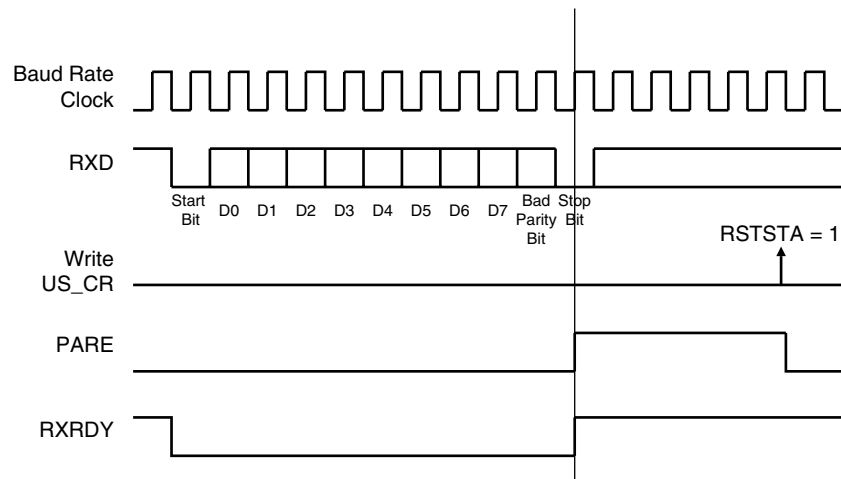 Baud Rate
Clock
RXD
Start
Bit
D0
D1
D2
D3
D4
D5
D6
D7
Bad
Parity
Bit
Stop
Bit
RSTSTA = 1
Write
US_CR
PARE
RXRDY